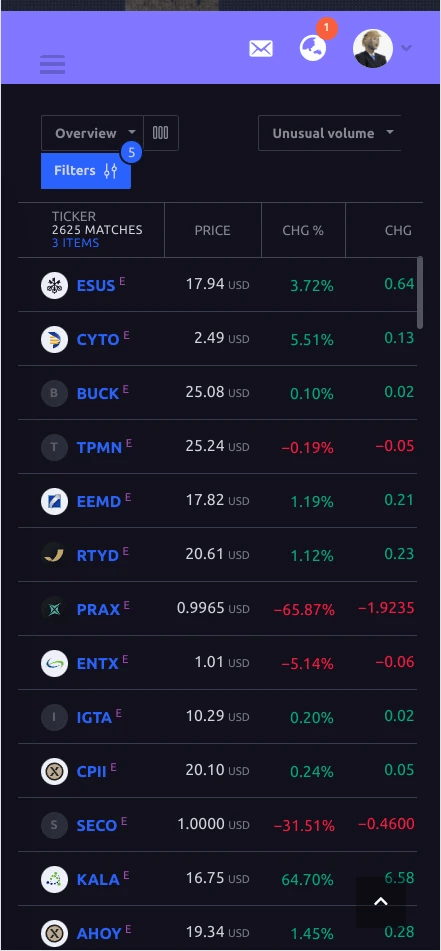 1
Overview
Unusual volume
Filters 5
TICKER
2625 MATCHES PRICE CHG % CHG
3 ITEMS
ESUS E 17.94 USD 3.72% 0.64
CYTO E 2.49 USD 5.51% 0.13
B BUCK E 25.08 USD 0.10% 0.02
T TPMN E 25.24 USD −0.19% −0.05
EEMD E 17.82 USD 1.19% 0.21
RTYD E 20.61 USD 1.12% 0.23
PRAX E 0.9965 USD −65.87% −1.9235
ENTX E 1.01 USD −5.14% −0.06
I IGTA E 10.29 USD 0.20% 0.02
X CPII E 20.10 USD 0.24% 0.05
S SECO E 1.0000 USD −31.51% −0.4600
KALA E 16.75 USD 64.70% 6.58
X AHOY E 19.34 USD 1.45% 0.28